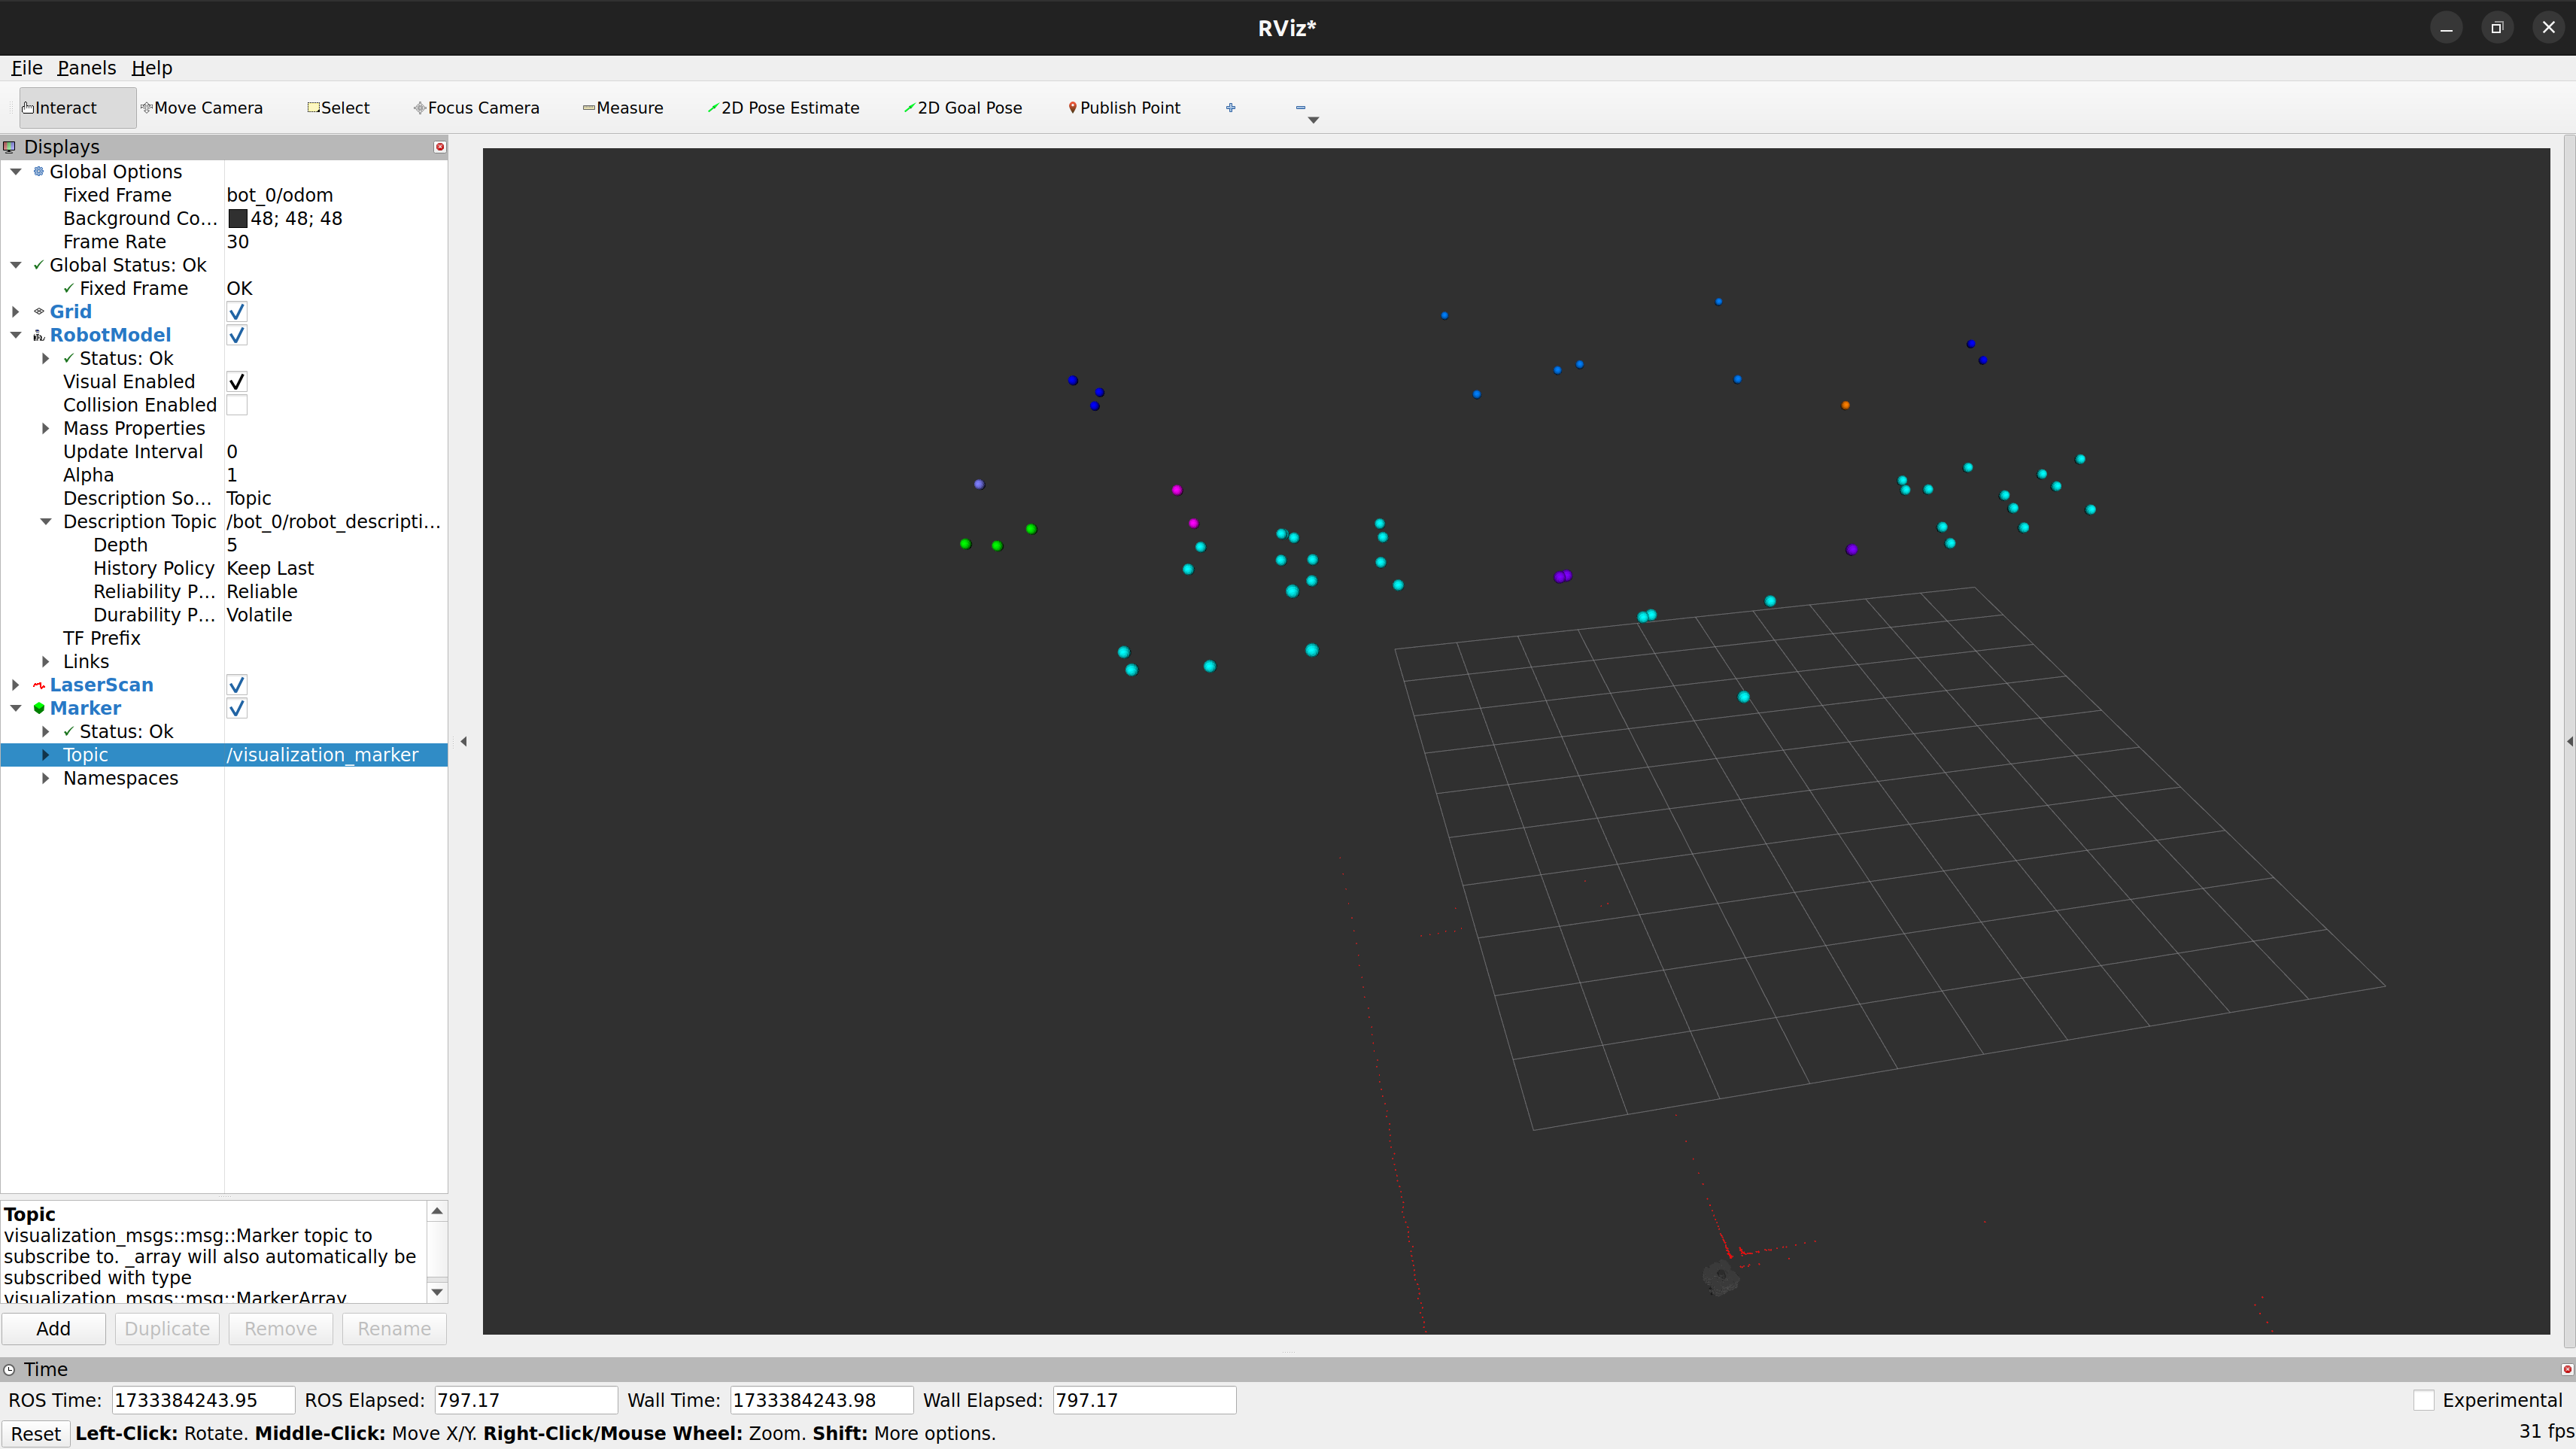 RViz*
File Panels Help
Interact Move Camera Select Focus Camera Measure 2D Pose Estimate 2D Goal Pose Publish Point
Displays
Global Options
Fixed Frame bot_0/odom
Background Co... 48; 48; 48
Frame Rate 30
Global Status: Ok
Fixed Frame OK
Grid
RobotModel
Status: Ok
Visual Enabled
Collision Enabled
Mass Properties
Update Interval 0
Alpha 1
Description So... Topic
Description Topic /bot_0/robot_descripti...
Depth 5
History Policy Keep Last
Reliability P... Reliable
Durability P... Volatile
TF Prefix
Links
LaserScan
Marker
Status: Ok
Topic /visualization_marker
Namespaces
Topic
visualization_msgs::msg::Marker topic to
subscribe to. _array will also automatically be
subscribed with type
visualization_msgs::msg::MarkerArray
Add Duplicate Remove Rename
Time
ROS Time: 1733384243.95 ROS Elapsed: 797.17 Wall Time: 1733384243.98 Wall Elapsed: 797.17 Experimental
Reset Left-Click: Rotate. Middle-Click: Move X/Y. Right-Click/Mouse Wheel: Zoom. Shift: More options. 31 fps